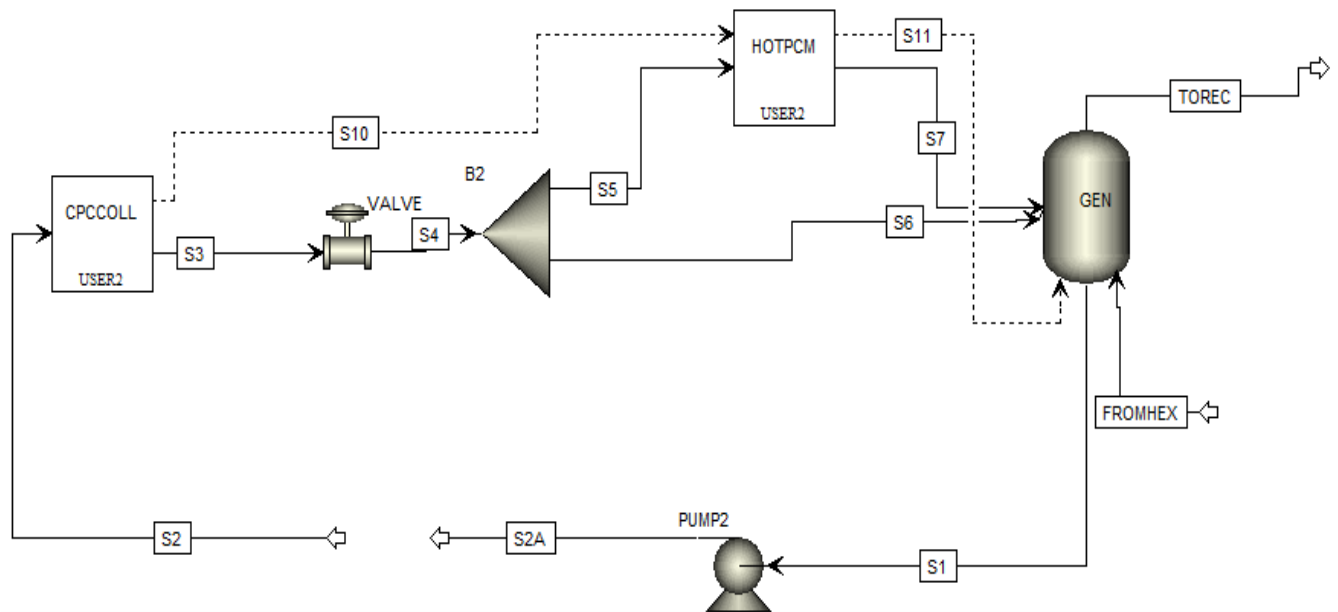 HOTPCM
USER2
S11
TOREC
S10
S7
B2
S5
GEN
CPCCOLL
USER2
VALVE
S4
S6
S3
FROMHEX
PUMP2
S2
S2A
S1